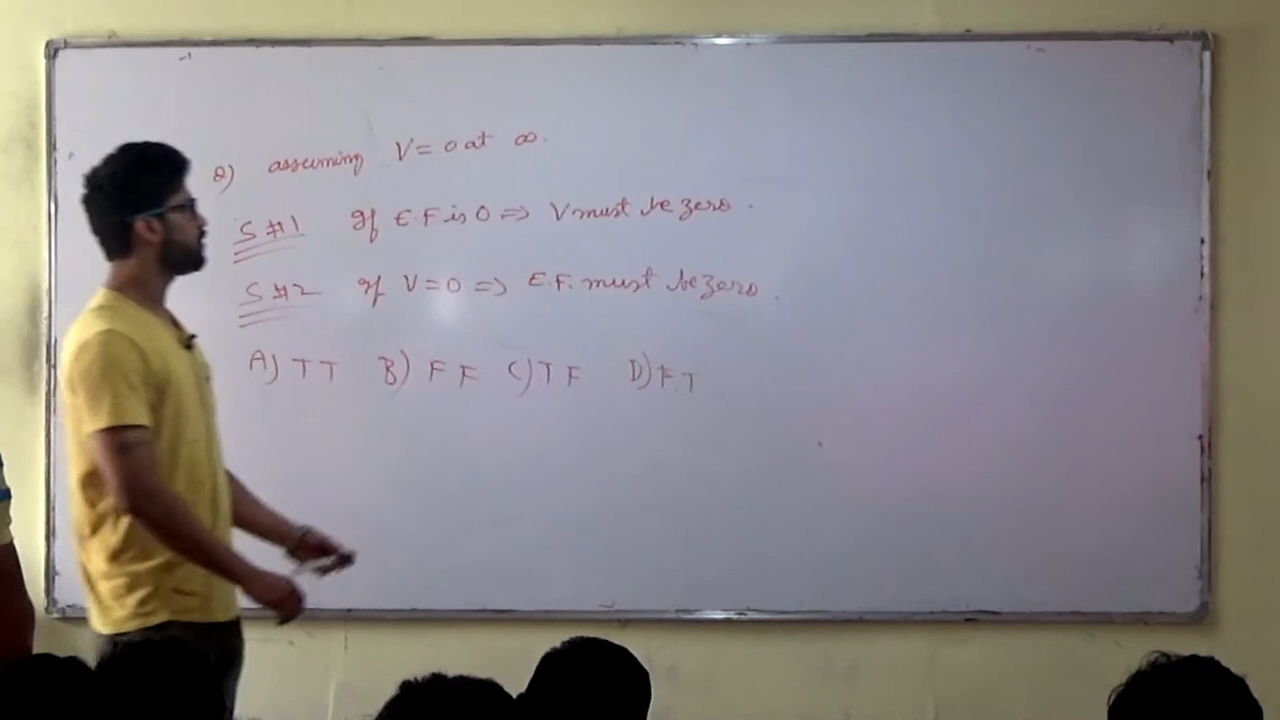 Q) assuming V = 0 at ∞.
S #1 If E.F is 0 => V must be zero.
S #2 If V = 0 => E.F. must be zero.
A) T T B) F F C) T F D) F T